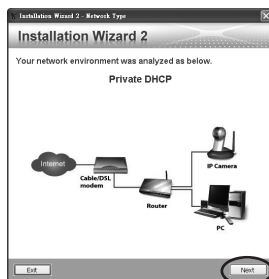 Installation Wizard 2 - Network Type
Installation Wizard 2
Your network environment was analyzed as below.
Private DHCP
Internet
Cable/DSL
modem
Router
IP Camera
PC
Exit
Next